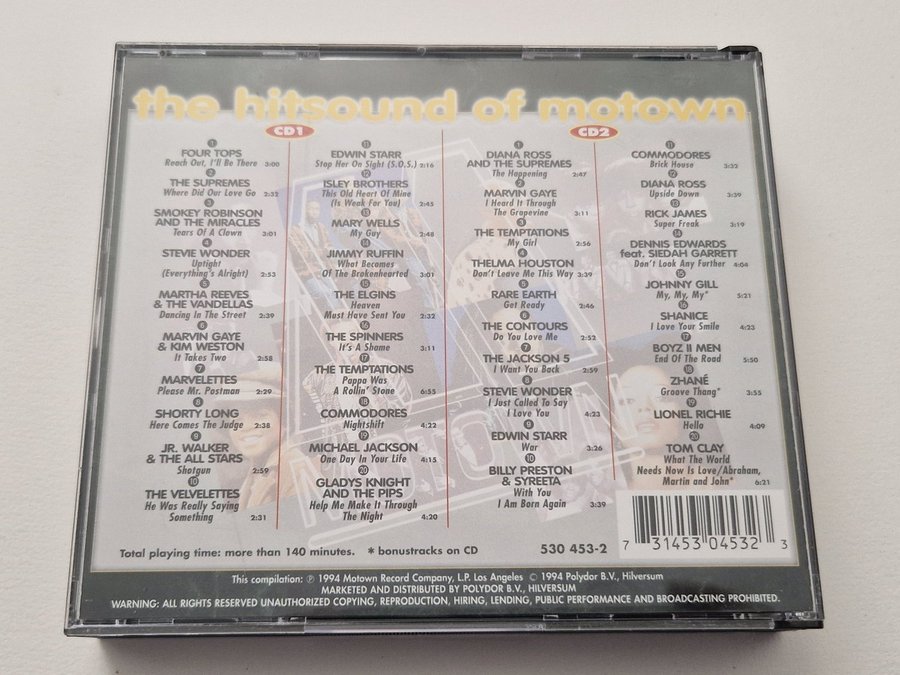 the hitsound of motown
CD1
1
FOUR TOPS
Reach Out, I'll Be There 3:00
2
THE SUPREMES
Where Did Our Love Go 2:32
3
SMOKEY ROBINSON
AND THE MIRACLES
Tears Of A Clown 3:01
4
STEVIE WONDER
Uptight
(Everything's Alright) 2:53
5
MARTHA REEVES
& THE VANDELLAS
Dancing In The Street 2:39
6
MARVIN GAYE
& KIM WESTON
It Takes Two 2:58
7
MARVELETTES
Please Mr. Postman 2:29
8
SHORTY LONG
Here Comes The Judge 2:38
9
JR. WALKER
& THE ALL STARS
Shotgun 2:59
10
THE VELVELETTES
He Was Really Saying
Something 2:31
11
EDWIN STARR
Stop Her On Sight (S.O.S.) 2:16
12
ISLEY BROTHERS
This Old Heart Of Mine
(Is Weak For You) 2:45
13
MARY WELLS
My Guy 2:48
14
JIMMY RUFFIN
What Becomes
Of The Brokenhearted 3:01
15
THE ELGINS
Heaven
Must Have Sent You 2:32
16
THE SPINNERS
It's A Shame 3:11
17
THE TEMPTATIONS
Pappa Was
A Rollin' Stone 6:55
18
COMMODORES
Nightshift 4:22
19
MICHAEL JACKSON
One Day In Your Life 4:15
20
GLADYS KNIGHT
AND THE PIPS
Help Me Make It Through
The Night 4:20
CD2
1
DIANA ROSS
AND THE SUPREMES
The Happening 2:47
2
MARVIN GAYE
I Heard It Through
The Grapevine 3:11
3
THE TEMPTATIONS
My Girl 2:56
4
THELMA HOUSTON
Don't Leave Me This Way 3:39
5
RARE EARTH
Get Ready 2:46
6
THE CONTOURS
Do You Love Me 2:52
7
THE JACKSON 5
I Want You Back 2:59
8
STEVIE WONDER
I Just Called To Say
I Love You 4:23
9
EDWIN STARR
War 3:26
10
BILLY PRESTON
& SYREETA
With You
I Am Born Again 3:39
11
COMMODORES
Brick House 3:32
12
DIANA ROSS
Upside Down 3:39
13
RICK JAMES
Super Freak 3:19
14
DENNIS EDWARDS
feat. SIEDAH GARRETT
Don't Look Any Further 4:04
15
JOHNNY GILL
My, My, My* 5:21
16
SHANICE
I Love Your Smile 4:23
17
BOYZ II MEN
End Of The Road 5:50
18
ZHANÉ
Groove Thang* 3:55
19
LIONEL RICHIE
Hello 4:09
20
TOM CLAY
What The World
Needs Now Is Love/Abraham,
Martin and John* 6:21
MOTOWN
Total playing time: more than 140 minutes. * bonustracks on CD 530 453-2
7 31453 04532 3
This compilation: ℗ 1994 Motown Record Company, L.P. Los Angeles © 1994 Polydor B.V., Hilversum
MARKETED AND DISTRIBUTED BY POLYDOR B.V., HILVERSUM
WARNING: ALL RIGHTS RESERVED UNAUTHORIZED COPYING, REPRODUCTION, HIRING, LENDING, PUBLIC PERFORMANCE AND BROADCASTING PROHIBITED.